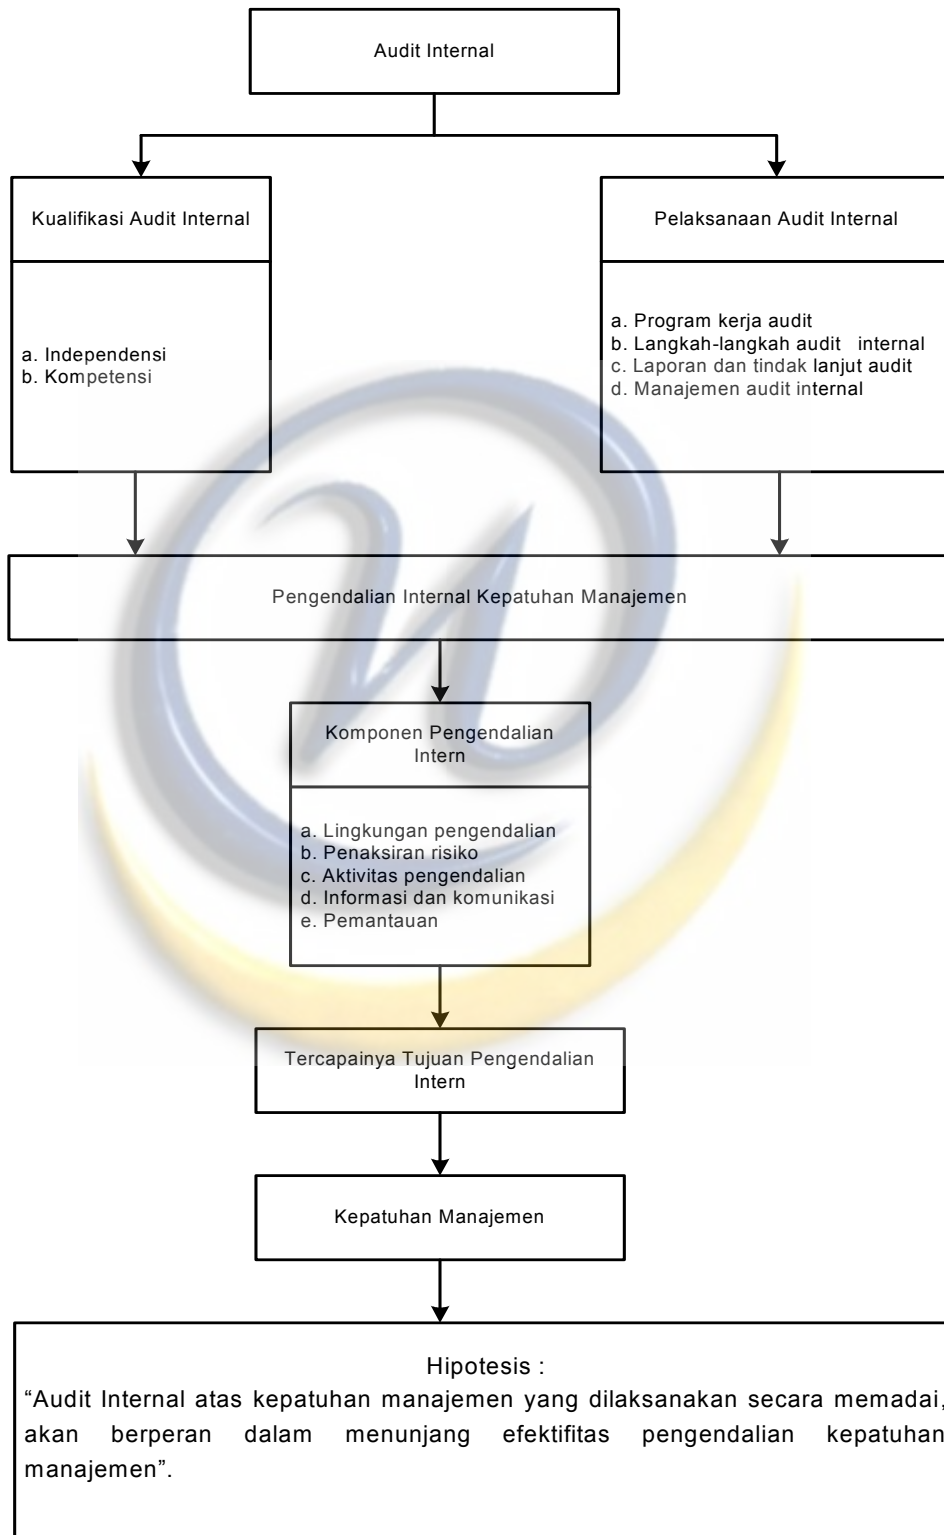 Audit Internal
Kualifikasi Audit Internal
a. Independensi
b. Kompetensi
Pelaksanaan Audit Internal
a. Program kerja audit
b. Langkah-langkah audit internal
c. Laporan dan tindak lanjut audit
d. Manajemen audit internal
Pengendalian Internal Kepatuhan Manajemen
Komponen Pengendalian
Intern
a. Lingkungan pengendalian
b. Penaksiran risiko
c. Aktivitas pengendalian
d. Informasi dan komunikasi
e. Pemantauan
Tercapainya Tujuan Pengendalian
Intern
Kepatuhan Manajemen
Hipotesis :
“Audit Internal atas kepatuhan manajemen yang dilaksanakan secara memadai,
akan berperan dalam menunjang efektifitas pengendalian kepatuhan
manajemen”.